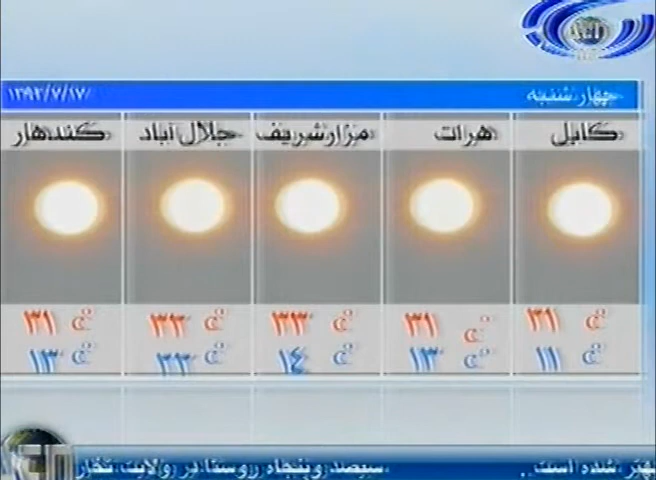 چهارشنبه ۱۳۹۲/۷/۱۷
کابل هرات مزارشریف جلال آباد کندهار
۳۱ c° ۳۱ c° ۳۳ c° ۳۳ c° ۳۱ c°
۱۱ c° ۱۳ c° ۱۴ c° ۲۲ c° ۱۳ c°
شده است.. سیصد و پنجاه روستا در ولایت تخار